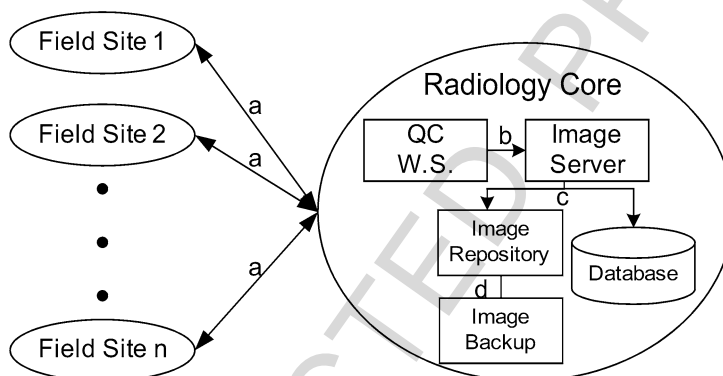 Field Site 1
Field Site 2
Field Site n
a
a
a
Radiology Core
QC
W.S.
b
Image
Server
c
Image
Repository
Database
d
Image
Backup